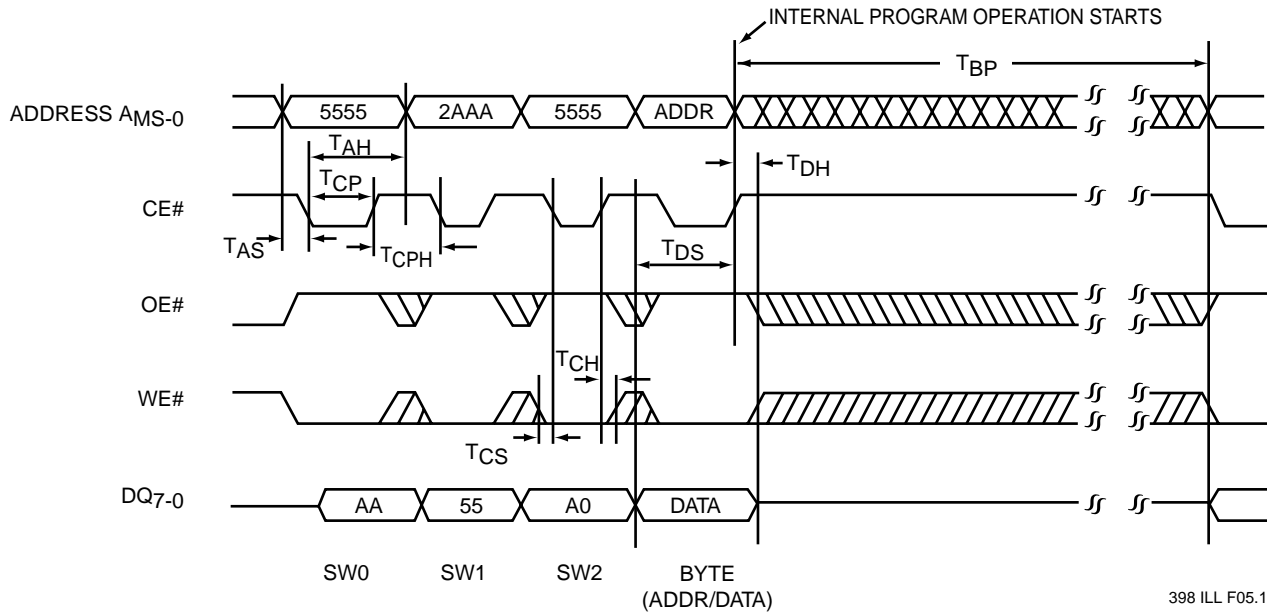 INTERNAL PROGRAM OPERATION STARTS
TBP
ADDRESS AMS-0
5555
2AAA
5555
ADDR
TAH
TDH
TCP
CE#
TAS
TCPH
TDS
OE#
TCH
WE#
TCS
DQ7-0
AA
55
A0
DATA
SW0
SW1
SW2
BYTE
(ADDR/DATA)
398 ILL F05.1